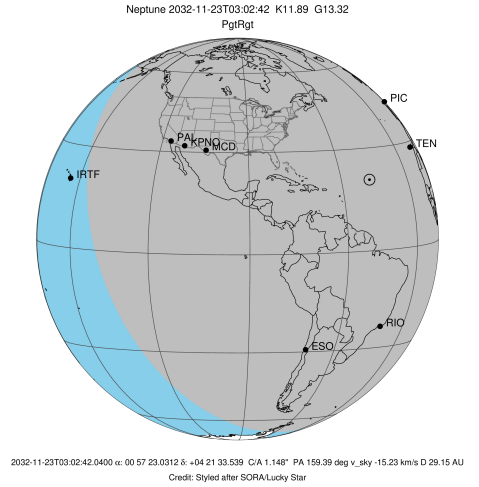 Neptune 2032-11-23T03:02:42 K11.89 G13.32
PgtRgt
PIC
PAL
KPNO
MCD
TEN
IRTF
RIO
ESO
2032-11-23T03:02:42.0400 α: 00 57 23.0312 δ: +04 21 33.539 C/A 1.148" PA 159.39 deg v_sky -15.23 km/s D 29.15 AU
Credit: Styled after SORA/Lucky Star